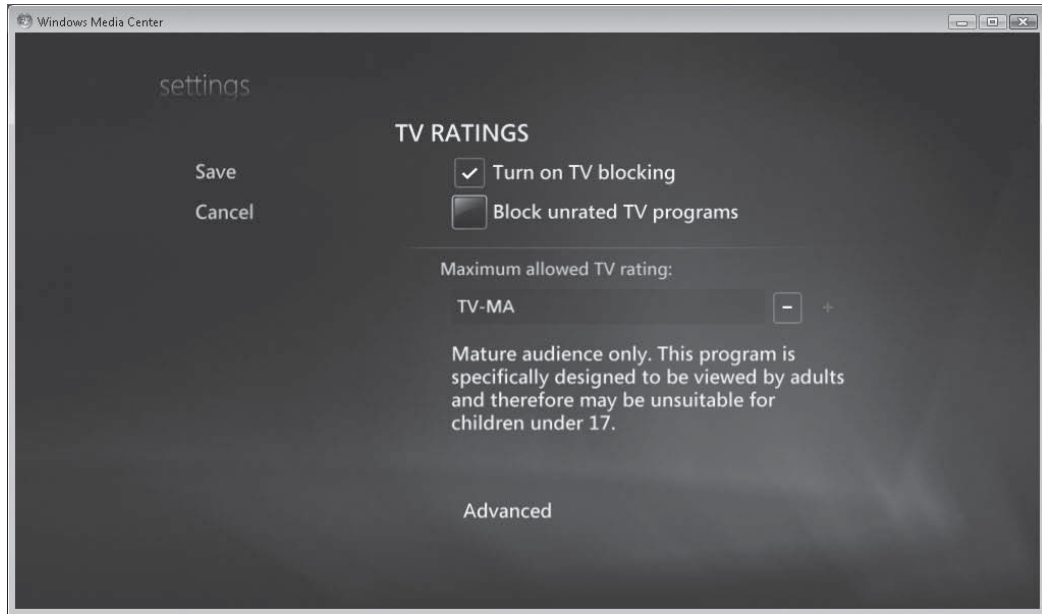 Windows Media Center
settings
TV RATINGS
Save
Turn on TV blocking
Cancel
Block unrated TV programs
Maximum allowed TV rating:
TV-MA
Mature audience only. This program is
specifically designed to be viewed by adults
and therefore may be unsuitable for
children under 17.
Advanced